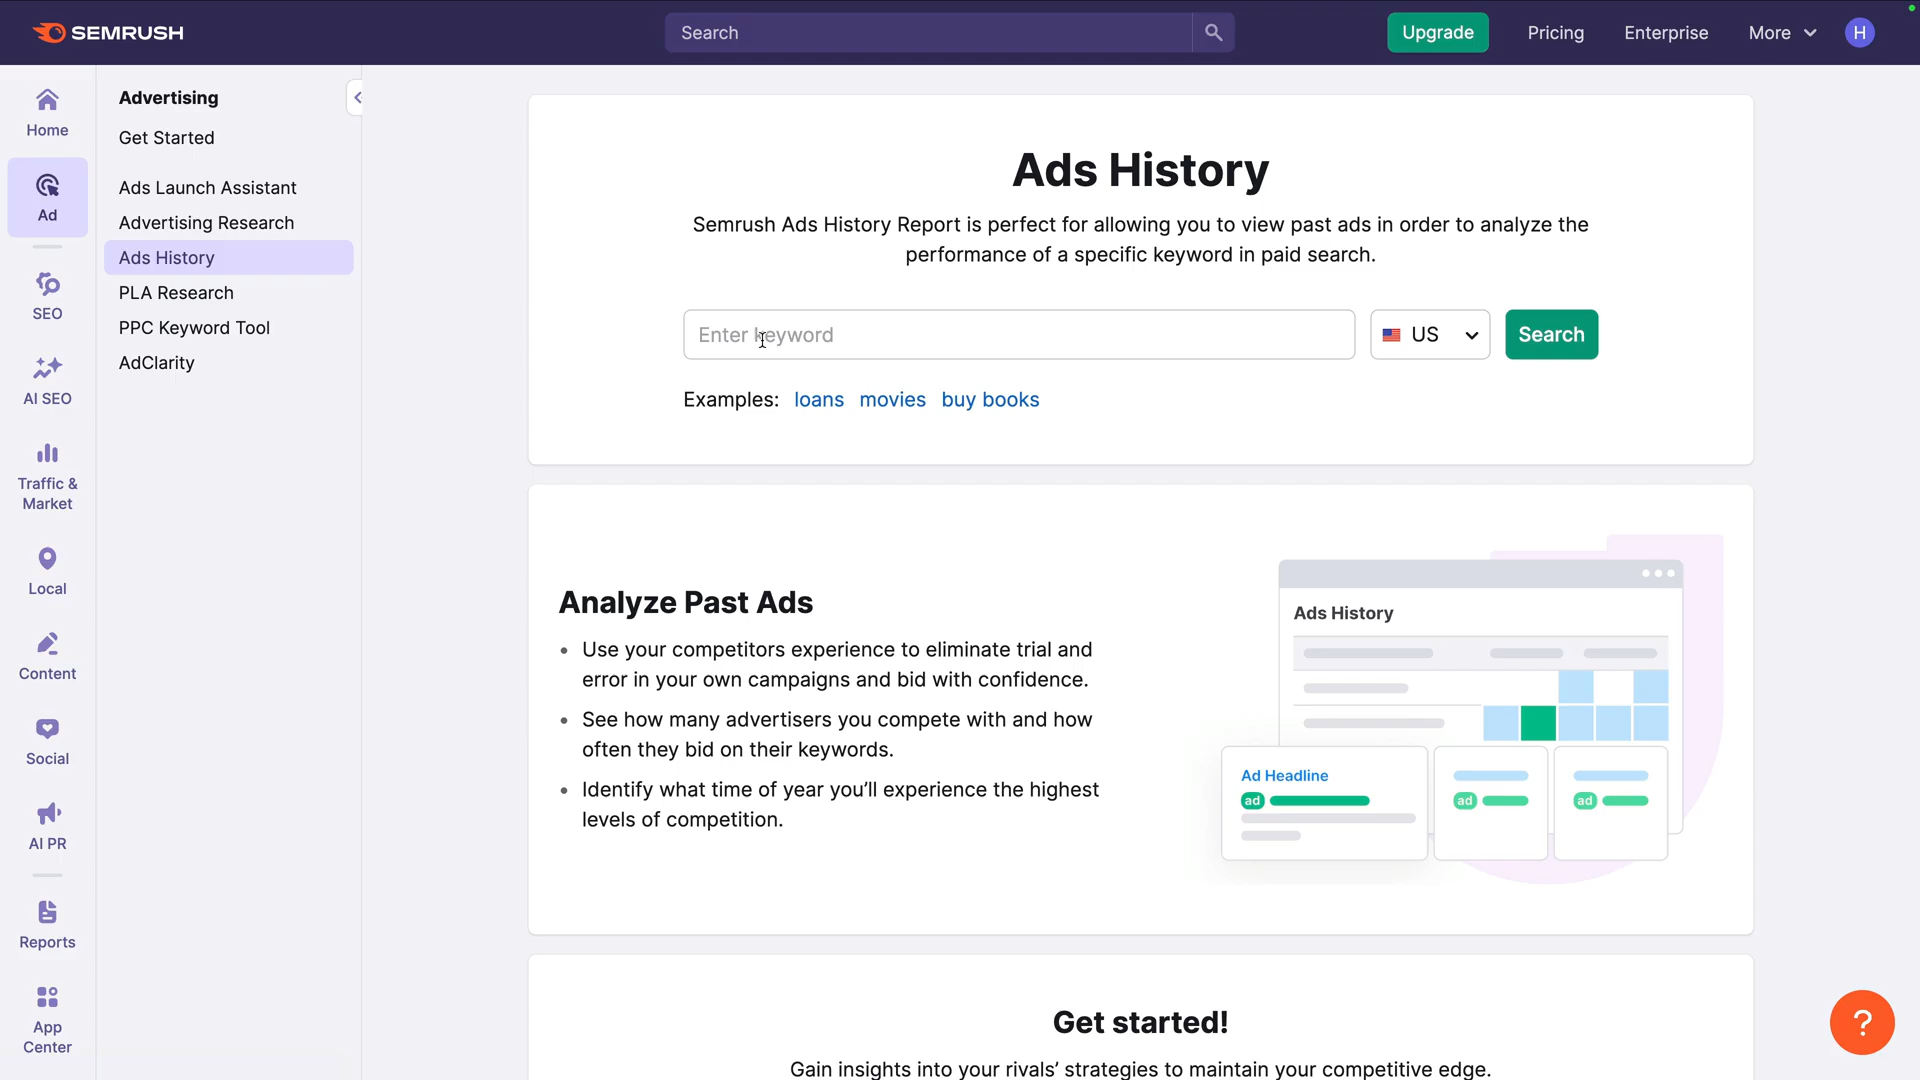 SEMRUSH
Search
Upgrade
Pricing
Enterprise
More
H
Home
Ad
SEO
AI SEO
Traffic &
Market
Local
Content
Social
AI PR
Reports
App
Center
Advertising
Get Started
Ads Launch Assistant
Advertising Research
Ads History
PLA Research
PPC Keyword Tool
AdClarity
Ads History
Semrush Ads History Report is perfect for allowing you to view past ads in order to analyze the
performance of a specific keyword in paid search.
Enter keyword
US
Search
Examples: loans movies buy books
Analyze Past Ads
• Use your competitors experience to eliminate trial and
error in your own campaigns and bid with confidence.
• See how many advertisers you compete with and how
often they bid on their keywords.
• Identify what time of year you’ll experience the highest
levels of competition.
Ads History
Ad Headline
ad
ad
ad
Get started!
Gain insights into your rivals’ strategies to maintain your competitive edge.
?